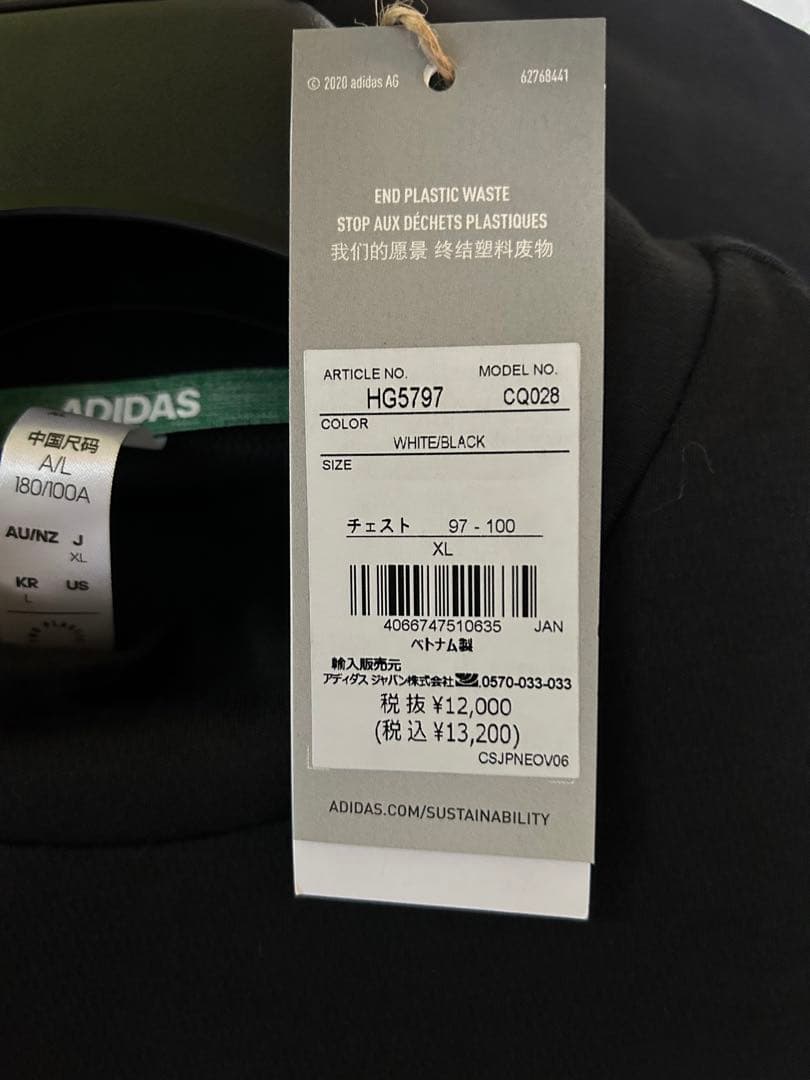 © 2020 adidas AG
62768441
END PLASTIC WASTE
STOP AUX DÉCHETS PLASTIQUES
我们的愿景 终结塑料废物
ARTICLE NO. MODEL NO.
HG5797 CQ028
COLOR
WHITE/BLACK
SIZE
チェスト 97 - 100
XL
4066747510635 JAN
ベトナム製
輸入販売元
アディダス ジャパン株式会社 0570-033-033
税抜 ¥12,000
(税込 ¥13,200)
CSJPNEOV06
ADIDAS.COM/SUSTAINABILITY
ADIDAS
中国尺码
A/L
180/100A
AU/NZ J
XL
KR US
L